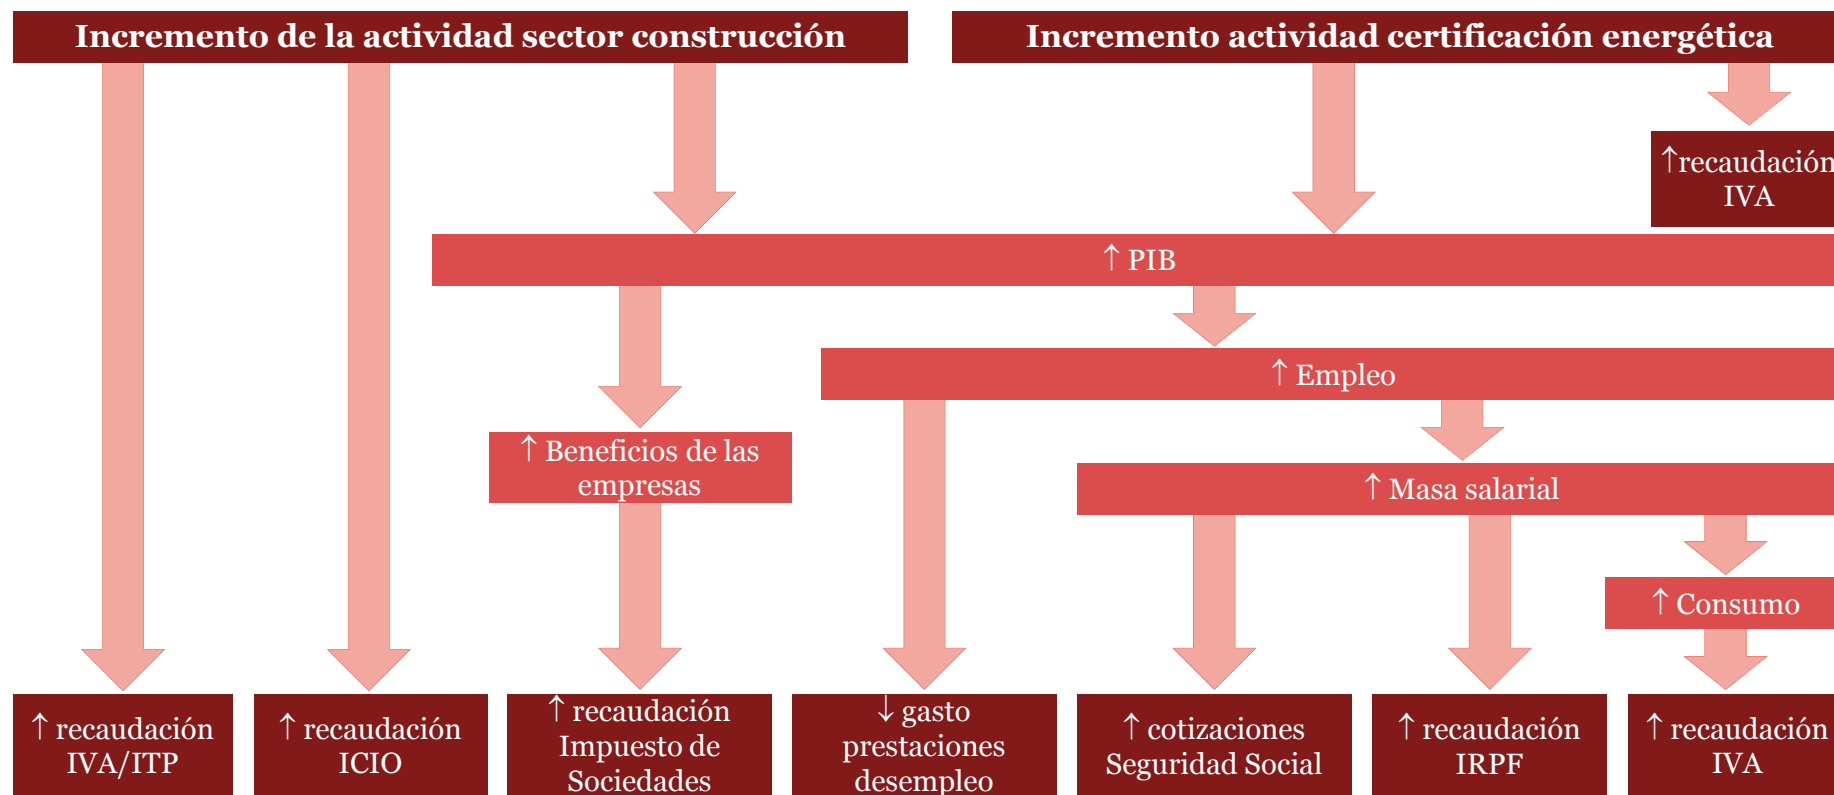 Incremento de la actividad sector construcción
Incremento actividad certificación energética
↑recaudación
IVA
↑ PIB
↑ Empleo
↑ Beneficios de las
empresas
↑ Masa salarial
↑ Consumo
↑ recaudación
IVA/ITP
↑ recaudación
ICIO
↑ recaudación
Impuesto de
Sociedades
↓ gasto
prestaciones
desempleo
↑ cotizaciones
Seguridad Social
↑ recaudación
IRPF
↑ recaudación
IVA